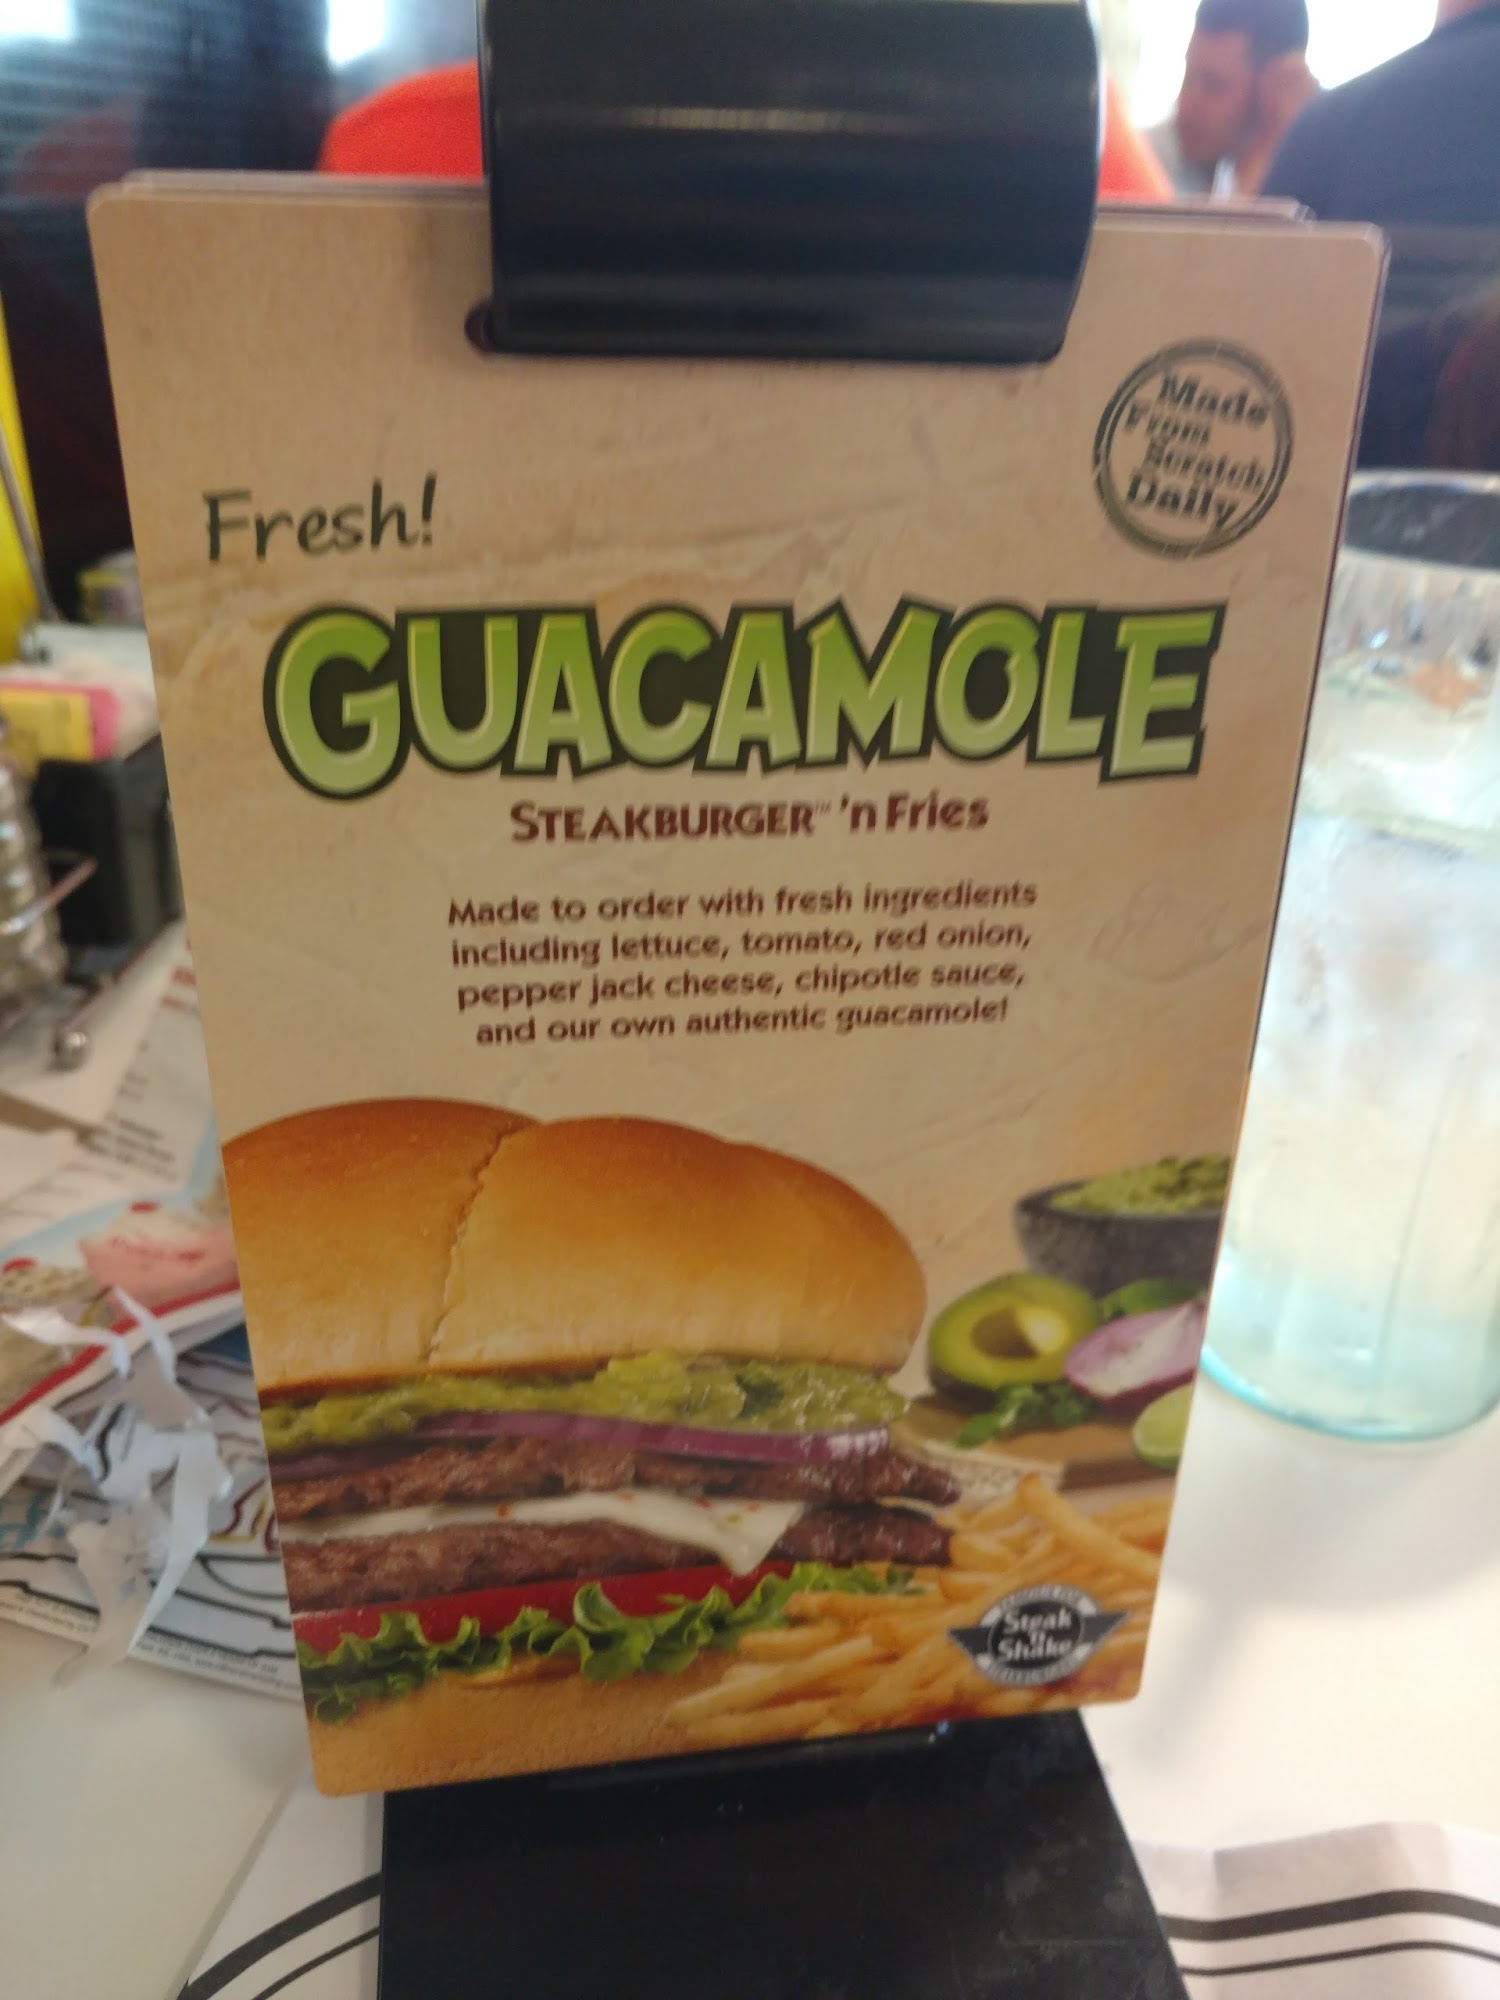 Made
From
Scratch
Daily
Fresh!
GUACAMOLE
STEAKBURGER™ 'n Fries
Made to order with fresh ingredients
including lettuce, tomato, red onion,
pepper jack cheese, chipotle sauce,
and our own authentic guacamole!
Steak
'n
Shake